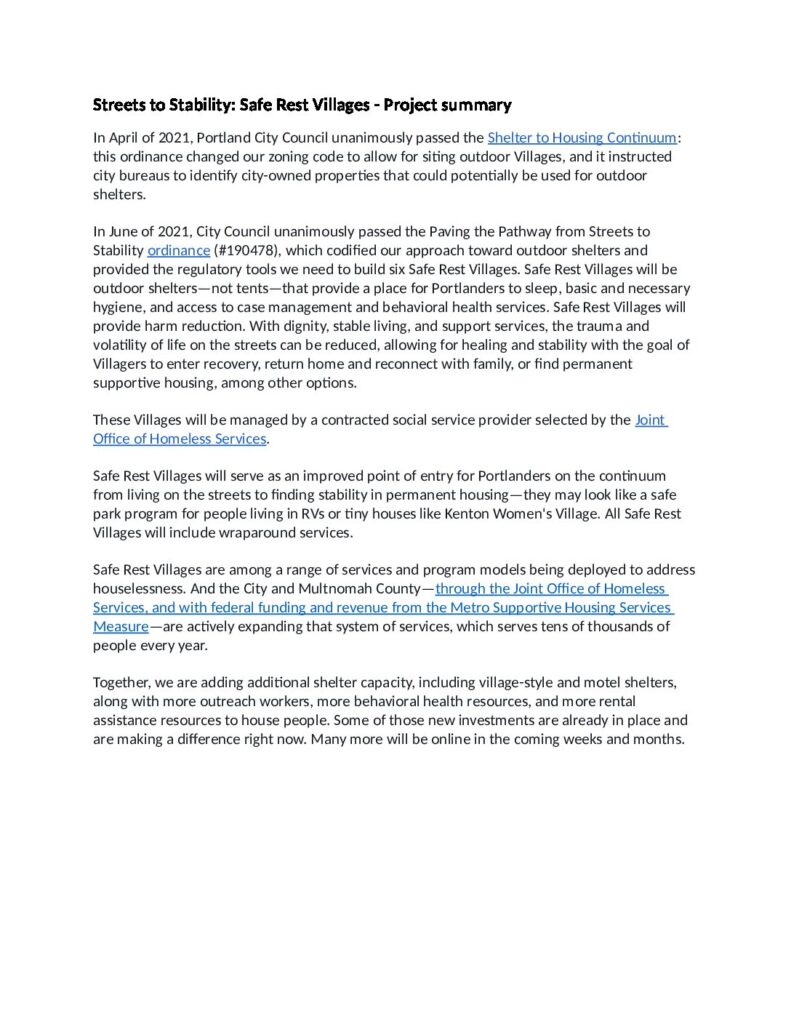 Streets to Stability: Safe Rest Villages - Project summary
In April of 2021, Portland City Council unanimously passed the Shelter to Housing Continuum:
this ordinance changed our zoning code to allow for siting outdoor Villages, and it instructed
city bureaus to identify city-owned properties that could potentially be used for outdoor
shelters.
In June of 2021, City Council unanimously passed the Paving the Pathway from Streets to
Stability ordinance (#190478), which codified our approach toward outdoor shelters and
provided the regulatory tools we need to build six Safe Rest Villages. Safe Rest Villages will be
outdoor shelters—not tents—that provide a place for Portlanders to sleep, basic and necessary
hygiene, and access to case management and behavioral health services. Safe Rest Villages will
provide harm reduction. With dignity, stable living, and support services, the trauma and
volatility of life on the streets can be reduced, allowing for healing and stability with the goal of
Villagers to enter recovery, return home and reconnect with family, or find permanent
supportive housing, among other options.
These Villages will be managed by a contracted social service provider selected by the Joint
Office of Homeless Services.
Safe Rest Villages will serve as an improved point of entry for Portlanders on the continuum
from living on the streets to finding stability in permanent housing—they may look like a safe
park program for people living in RVs or tiny houses like Kenton Women's Village. All Safe Rest
Villages will include wraparound services.
Safe Rest Villages are among a range of services and program models being deployed to address
houselessness. And the City and Multnomah County—through the Joint Office of Homeless
Services, and with federal funding and revenue from the Metro Supportive Housing Services
Measure—are actively expanding that system of services, which serves tens of thousands of
people every year.
Together, we are adding additional shelter capacity, including village-style and motel shelters,
along with more outreach workers, more behavioral health resources, and more rental
assistance resources to house people. Some of those new investments are already in place and
are making a difference right now. Many more will be online in the coming weeks and months.